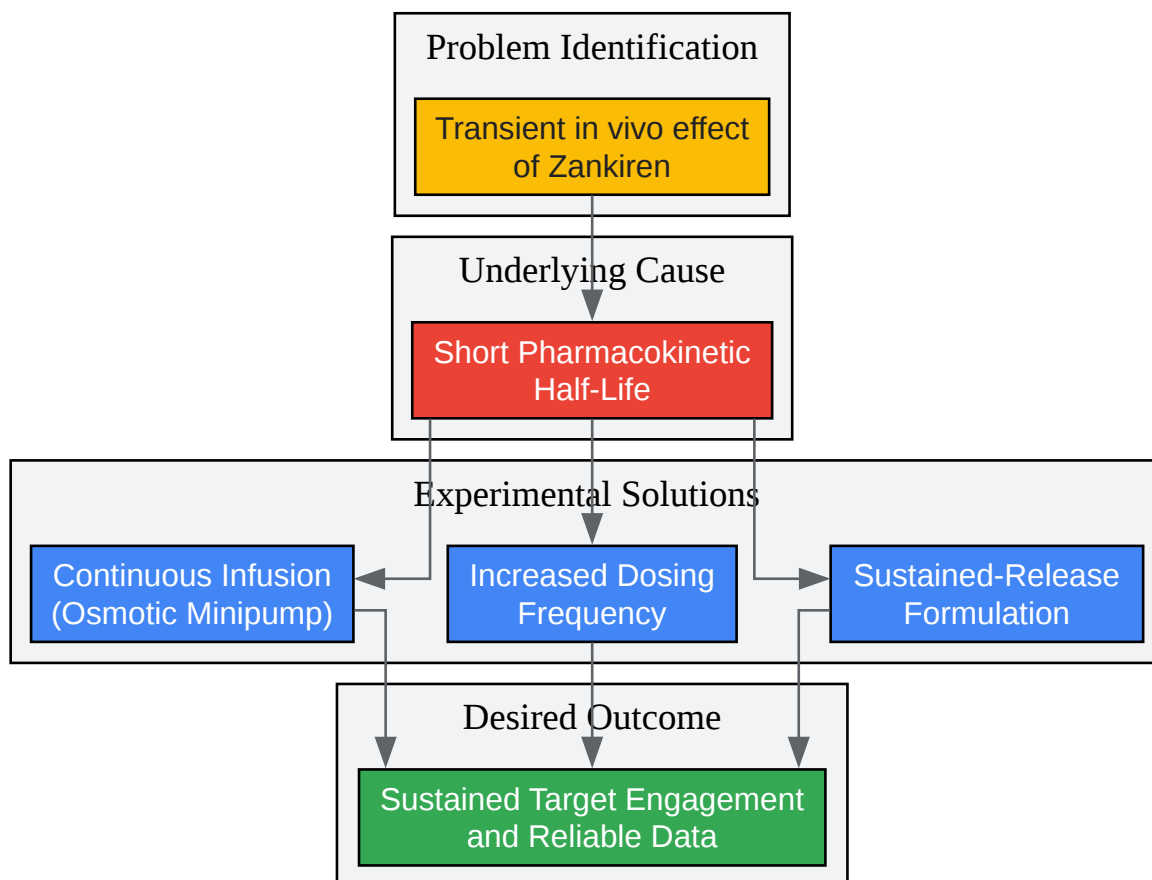 Problem Identification
Transient in vivo effect
of Zankiren
Underlying Cause
Short Pharmacokinetic
Half-Life
Experimental Solutions
Continuous Infusion
(Osmotic Minipump)
Increased Dosing
Frequency
Sustained-Release
Formulation
Desired Outcome
Sustained Target Engagement
and Reliable Data